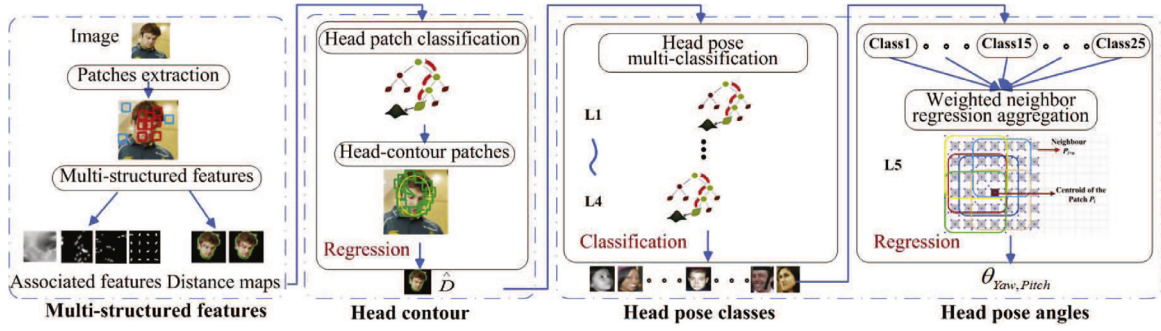 Image
Patches extraction
Multi-structured features
Associated features Distance maps
Multi-structured features
Head patch classification
Head-contour patches
Regression
D̂
Head contour
Head pose
multi-classification
L1
L4
Classification
Head pose classes
Class1
Class15
Class25
Weighted neighbor
regression aggregation
L5
Neighbour
Centroid of the
Patch Pᵢ
Regression
θ Yaw, Pitch
Head pose angles